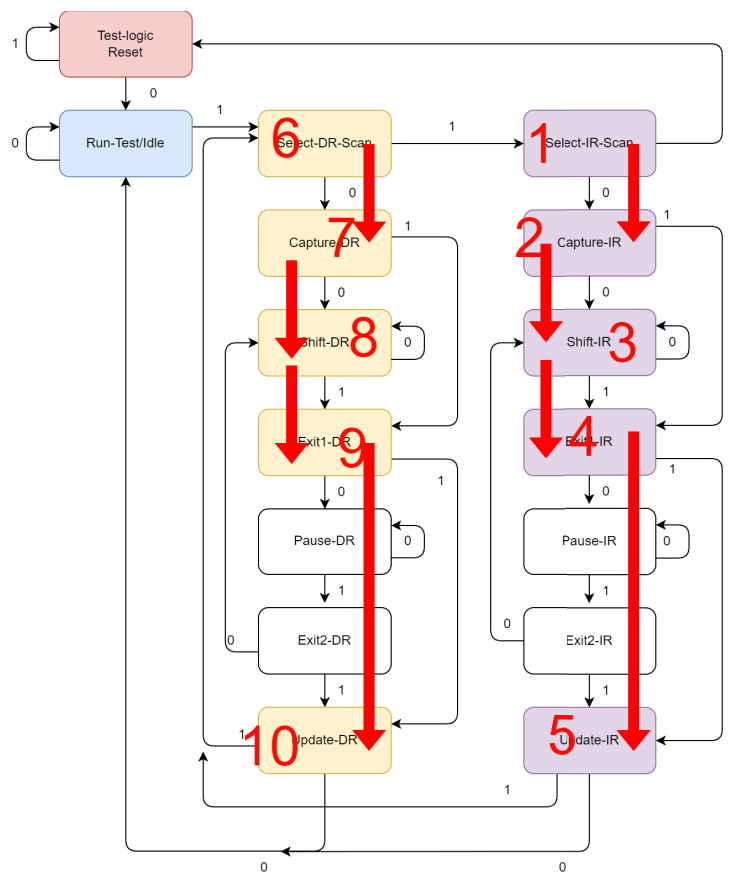 Test-logic
Reset
1
0
Run-Test/Idle
0
1
6
Select-DR-Scan
1
1
Select-IR-Scan
0
0
7
Capture-DR
1
2
Capture-IR
1
0
0
Shift-DR
8
0
Shift-IR
3
0
1
1
Exit1-DR
9
Exit1-IR
4
0
1
0
1
Pause-DR
0
Pause-IR
0
1
1
0
Exit2-DR
0
Exit2-IR
1
1
1
10
Update-DR
5
Update-IR
1
0
0